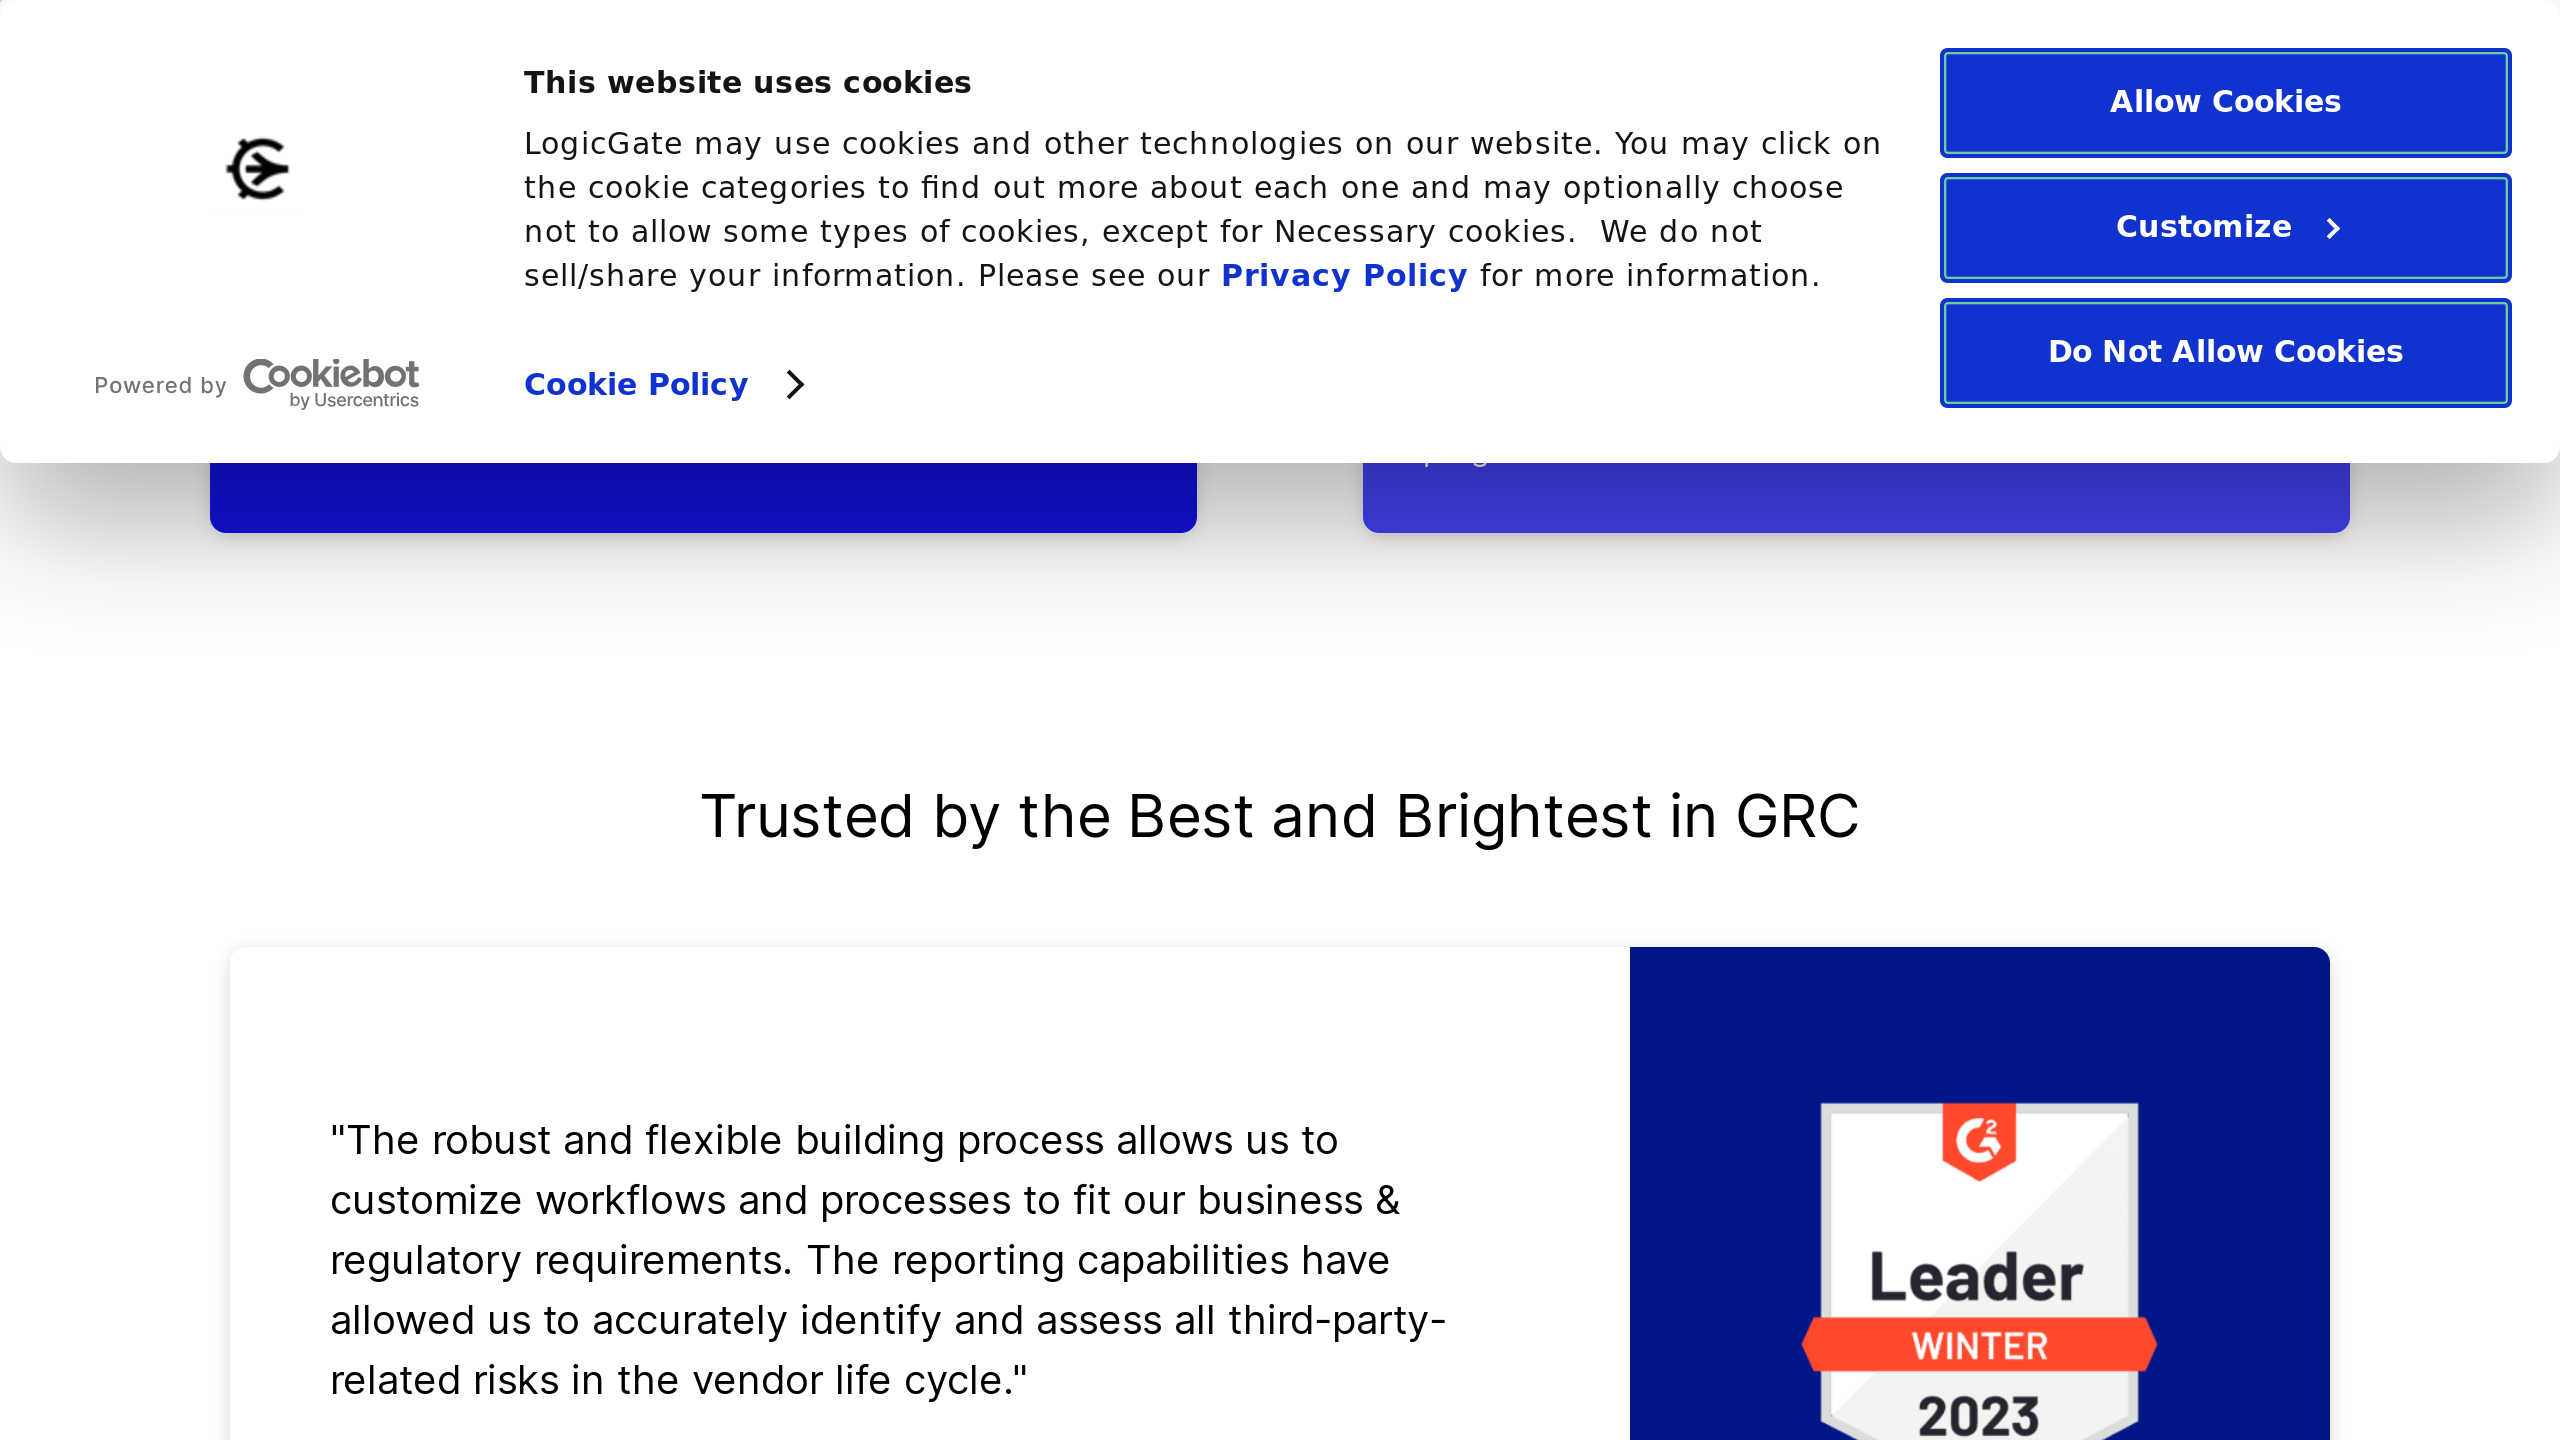 This website uses cookies
LogicGate may use cookies and other technologies on our website. You may click on
the cookie categories to find out more about each one and may optionally choose
not to allow some types of cookies, except for Necessary cookies.  We do not
sell/share your information. Please see our Privacy Policy for more information.
Powered by Cookiebot
by Usercentrics
Cookie Policy
Allow Cookies
Customize
Do Not Allow Cookies
Trusted by the Best and Brightest in GRC
"The robust and flexible building process allows us to
customize workflows and processes to fit our business &
regulatory requirements. The reporting capabilities have
allowed us to accurately identify and assess all third-party-
related risks in the vendor life cycle."
G2
Leader
WINTER
2023